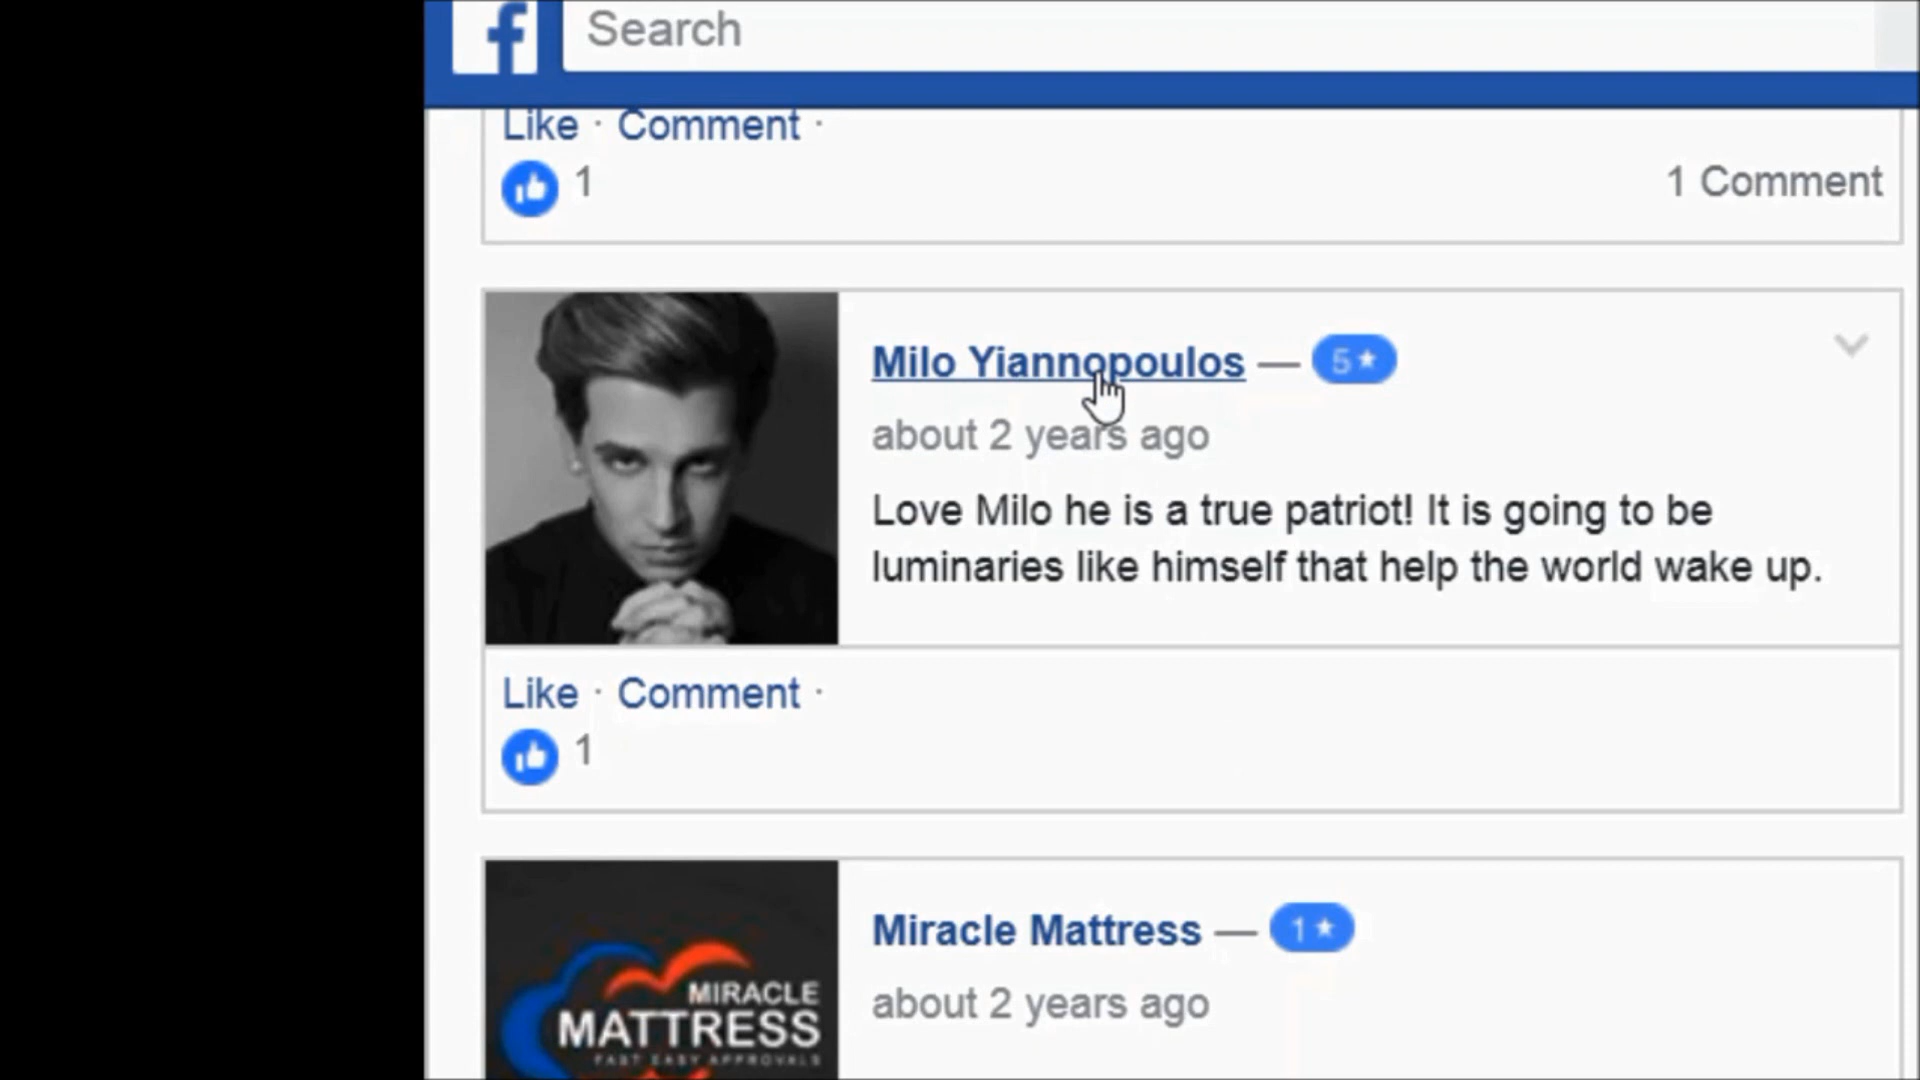 Search
Like · Comment ·
1
1 Comment
Milo Yiannopoulos — 5★
about 2 years ago
Love Milo he is a true patriot! It is going to be
luminaries like himself that help the world wake up.
Like · Comment ·
1
Miracle Mattress — 1★
about 2 years ago
MIRACLE
MATTRESS
FAST EASY APPROVALS